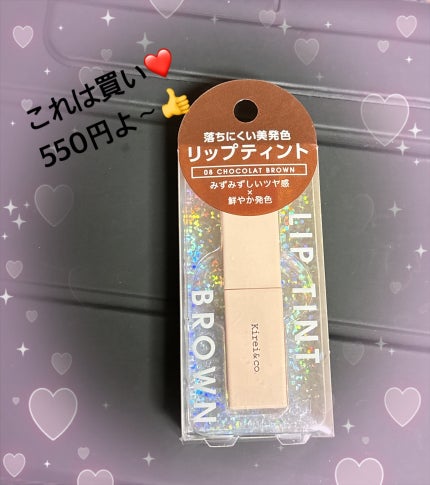 これは買い❤️
550円よ〜👍
落ちにくい美発色
リップティント
08 CHOCOLAT BROWN
みずみずしいツヤ感
×
鮮やか発色
LIP TINT
BROWN
Kirei&co.